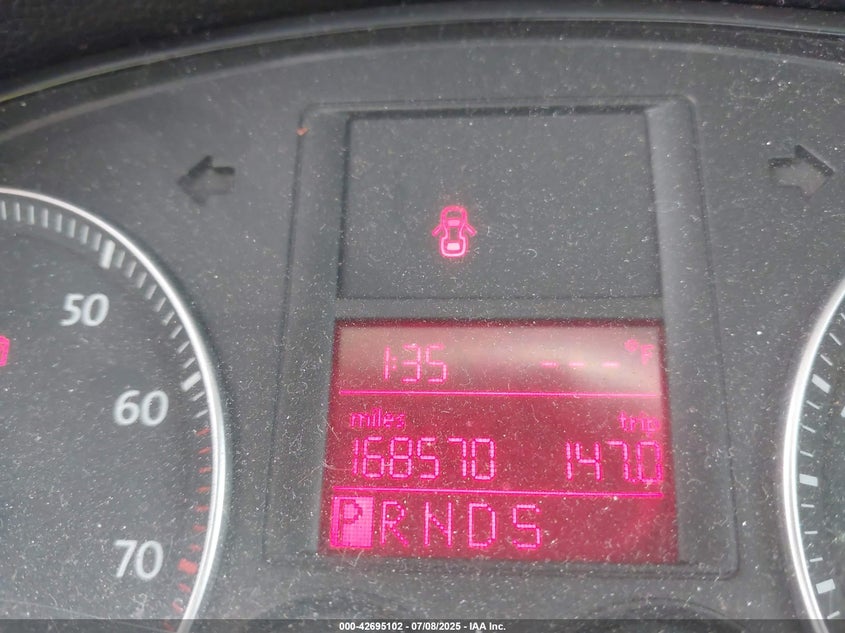 50
60
70
1:35 ---°F
miles trip
168570 147.0
PRNDS
000-42695102 - 07/08/2025 - IAA Inc.